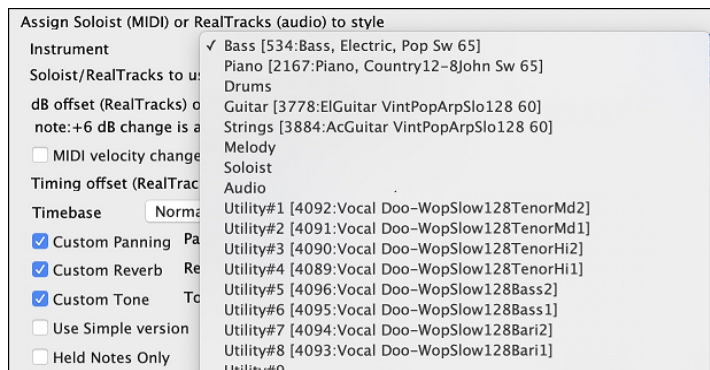 Assign Soloist (MIDI) or RealTracks (audio) to style
Instrument
✓ Bass [534:Bass, Electric, Pop Sw 65]
Piano [2167:Piano, Country12-8John Sw 65]
Soloist/RealTracks to us
Drums
dB offset (RealTracks) o
Guitar [3778:ElGuitar VintPopArpSlo128 60]
note:+6 dB change is a
Strings [3884:AcGuitar VintPopArpSlo128 60]
Melody
MIDI velocity change
Soloist
Timing offset (RealTrac
Audio
Timebase Norma
Utility#1 [4092:Vocal Doo-WopSlow128TenorMd2]
Utility#2 [4091:Vocal Doo-WopSlow128TenorMd1]
Custom Panning Pa
Utility#3 [4090:Vocal Doo-WopSlow128TenorHi2]
Custom Reverb Re
Utility#4 [4089:Vocal Doo-WopSlow128TenorHi1]
Utility#5 [4096:Vocal Doo-WopSlow128Bass2]
Custom Tone To
Utility#6 [4095:Vocal Doo-WopSlow128Bass1]
Use Simple version
Utility#7 [4094:Vocal Doo-WopSlow128Bari2]
Utility#8 [4093:Vocal Doo-WopSlow128Bari1]
Held Notes Only
Utility#9